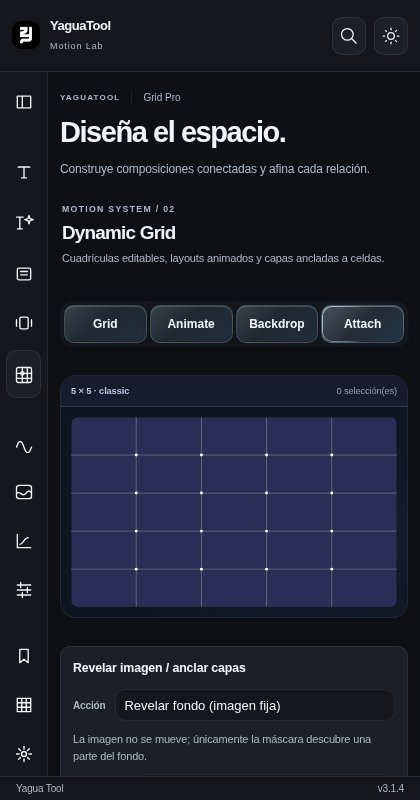 YaguaTool
Motion Lab
YAGUATOOL
Grid Pro
Diseña el espacio.
Construye composiciones conectadas y afina cada relación.
MOTION SYSTEM / 02
Dynamic Grid
Cuadrículas editables, layouts animados y capas ancladas a celdas.
Grid
Animate
Backdrop
Attach
5 × 5 · classic
0 selección(es)
Revelar imagen / anclar capas
Acción
Revelar fondo (imagen fija)
La imagen no se mueve; únicamente la máscara descubre una
parte del fondo.
Yagua Tool
v3.1.4